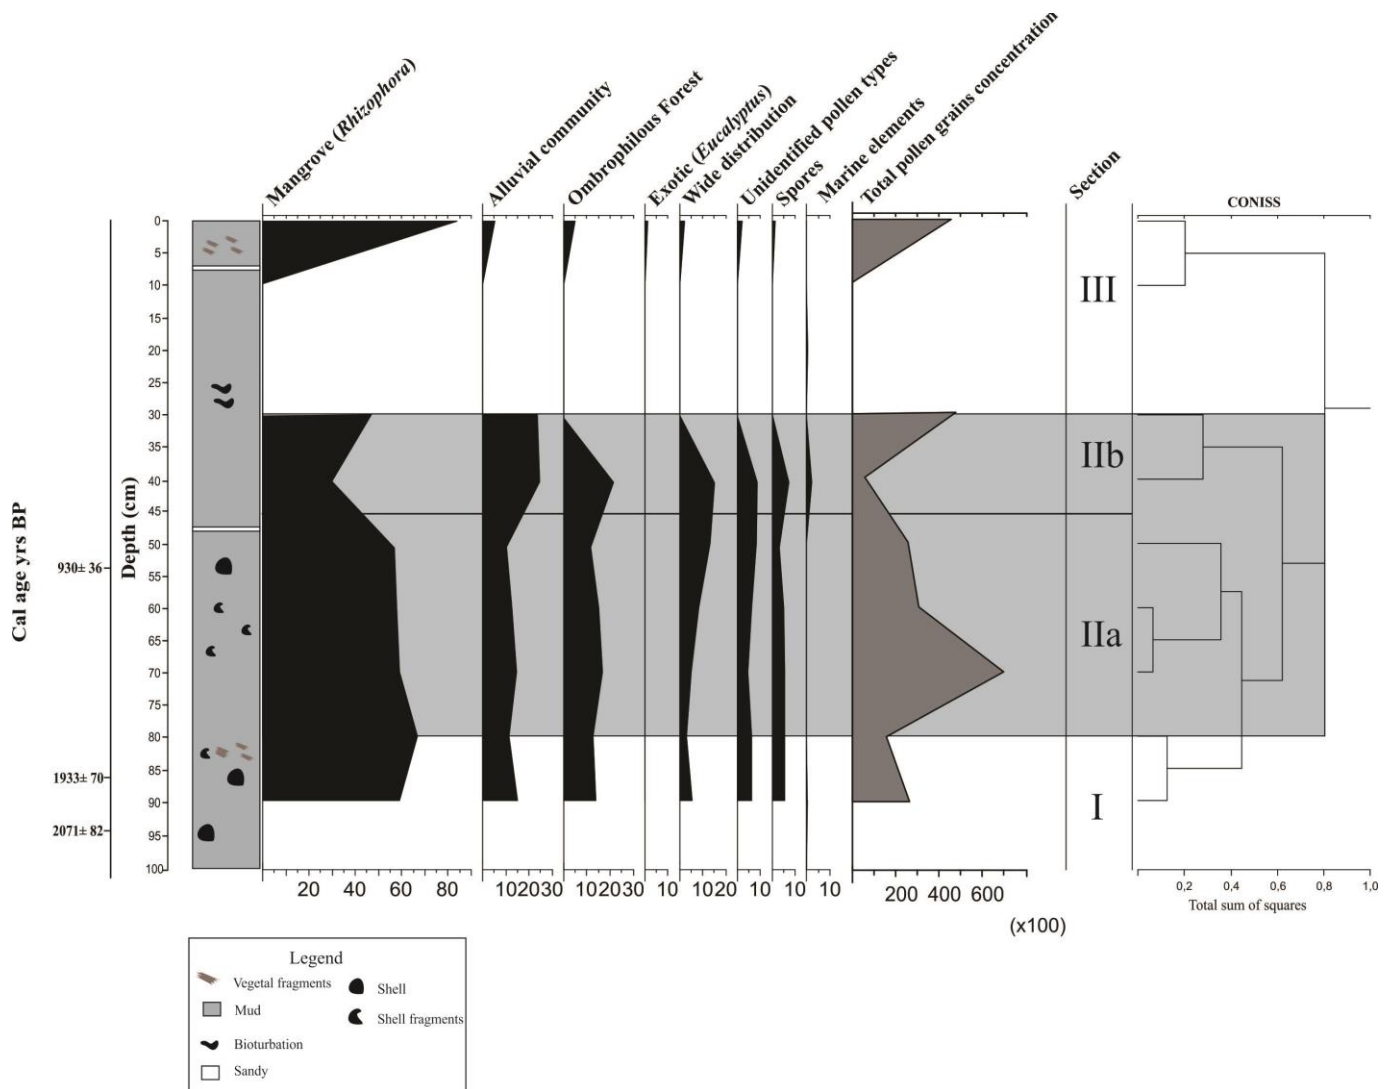 Mangrove (Rhizophora)
Alluvial community
Ombrophilous Forest
Exotic (Eucalyptus)
Wide distribution
Unidentified pollen types
Spores
Marine elements
Total pollen grains concentration
Section
CONISS
Cal age yrs BP
930± 36
1933± 70
2071± 82
Depth (cm)
0
5
10
15
20
25
30
35
40
45
50
55
60
65
70
75
80
85
90
95
100
III
IIb
IIa
I
20 40 60 80
102030
102030
10
1020
10
10
10
200 400 600
(x100)
0,2 0,4 0,6 0,8 1,0
Total sum of squares
Legend
Vegetal fragments
Shell
Mud
Shell fragments
Bioturbation
Sandy